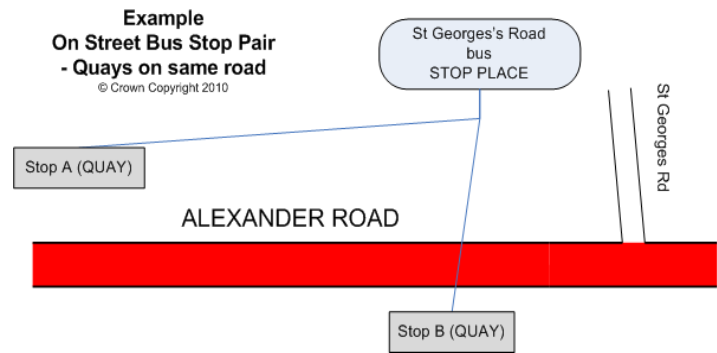 Example
On Street Bus Stop Pair
- Quays on same road
© Crown Copyright 2010
St Georges's Road
bus
STOP PLACE
St Georges Rd
Stop A (QUAY)
ALEXANDER ROAD
Stop B (QUAY)